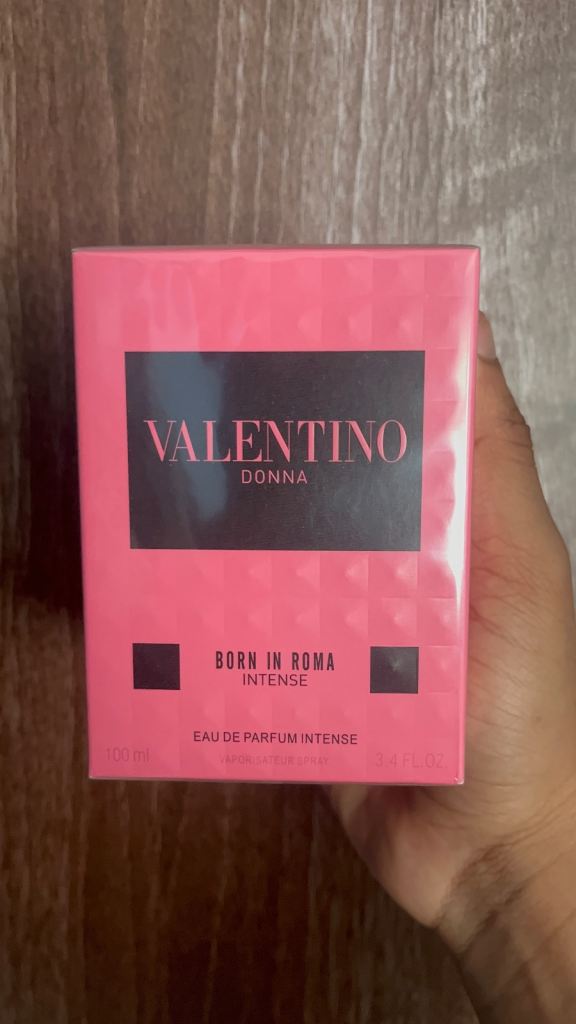 VALENTINO
DONNA
BORN IN ROMA
INTENSE
EAU DE PARFUM INTENSE
100 ml VAPORISATEUR SPRAY 3.4 FL.OZ.